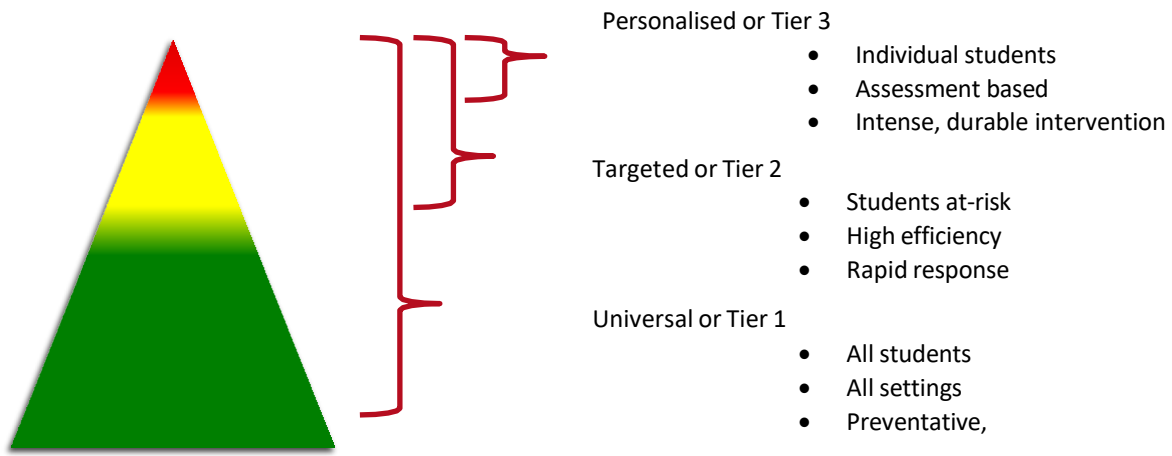 Personalised or Tier 3
• Individual students
• Assessment based
• Intense, durable intervention
Targeted or Tier 2
• Students at-risk
• High efficiency
• Rapid response
Universal or Tier 1
• All students
• All settings
• Preventative,